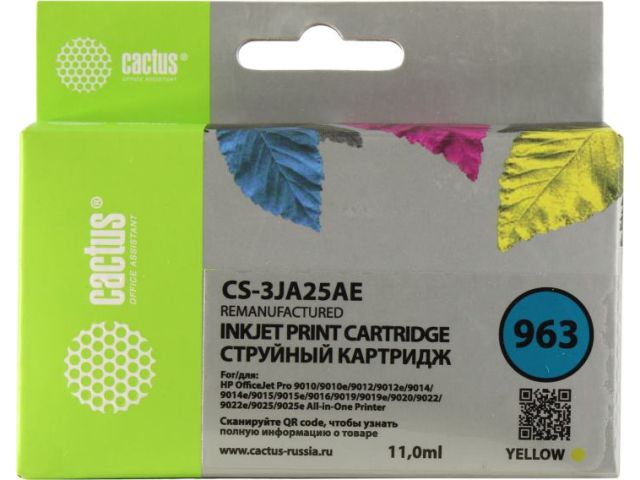 cactus®
OFFICE ASSISTANT
cactus®
OFFICE ASSISTANT
CS-3JA25AE
REMANUFACTURED
INKJET PRINT CARTRIDGE
СТРУЙНЫЙ КАРТРИДЖ
For/для:
HP OfficeJet Pro 9010/9010e/9012/9012e/9014/
9014e/9015/9015e/9016/9019/9019e/9020/9022/
9022e/9025/9025e All-in-One Printer
Сканируйте QR code, чтобы узнать
полную информацию о товаре
www.cactus-russia.ru
11,0ml
963
YELLOW